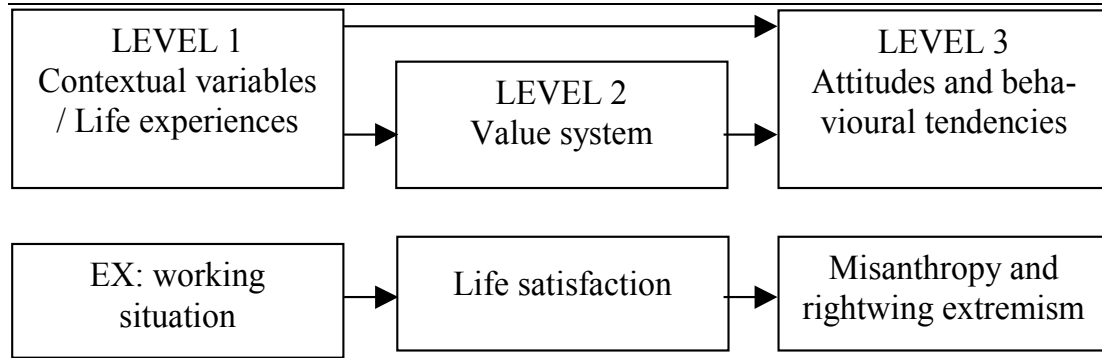 LEVEL 1
Contextual variables
/ Life experiences
LEVEL 2
Value system
LEVEL 3
Attitudes and beha-
vioural tendencies
EX: working
situation
Life satisfaction
Misanthropy and
rightwing extremism